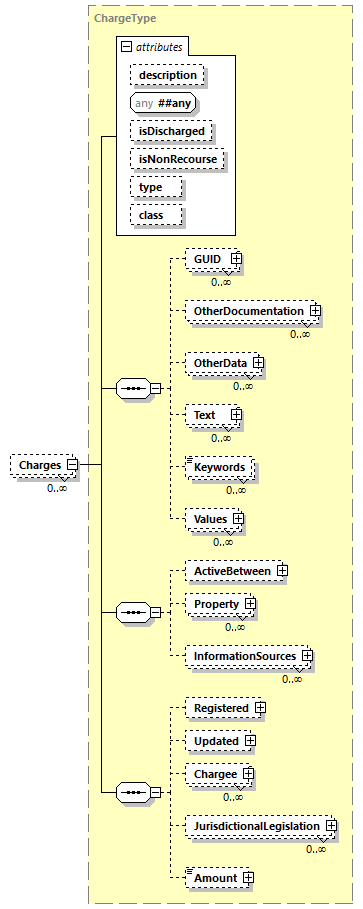 ChargeType
attributes
description
any ##any
isDischarged
isNonRecourse
type
class
GUID
0..∞
OtherDocumentation
0..∞
OtherData
0..∞
Text
0..∞
Keywords
0..∞
Values
0..∞
Charges
0..∞
ActiveBetween
Property
0..∞
InformationSources
0..∞
Registered
Updated
Chargee
0..∞
JurisdictionalLegislation
0..∞
Amount